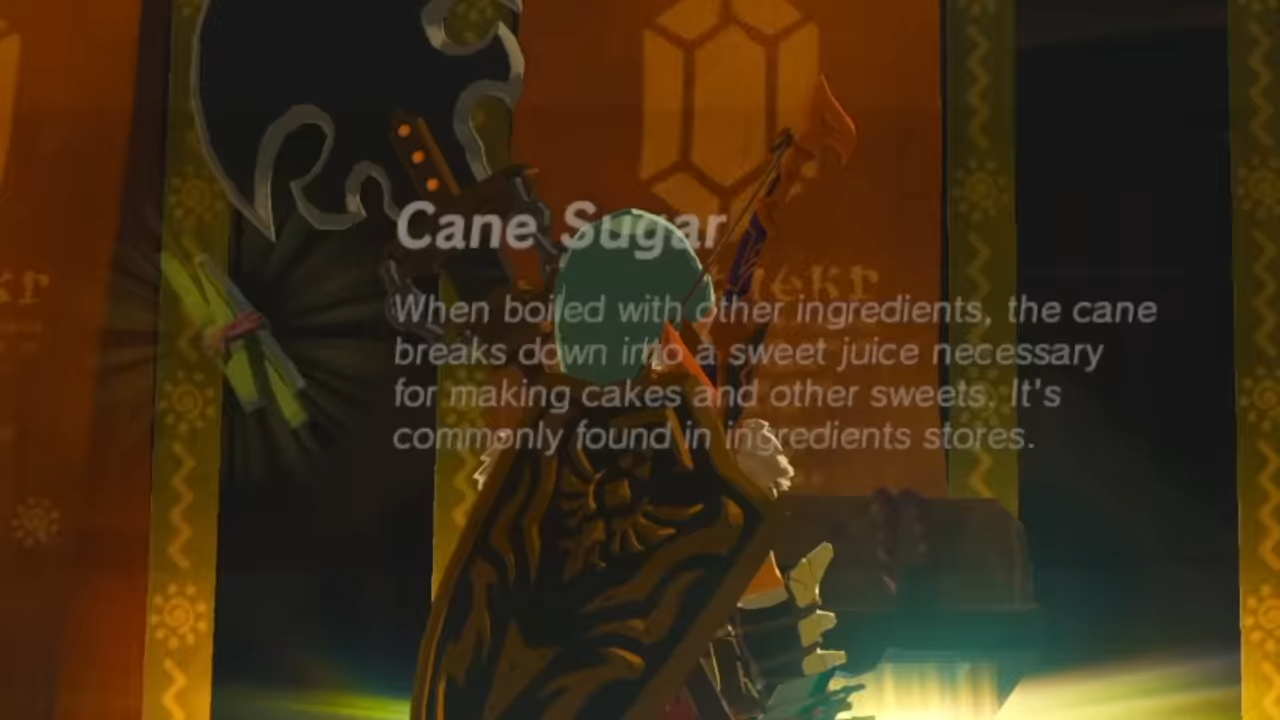 Cane Sugar
When boiled with other ingredients, the cane
breaks down into a sweet juice necessary
for making cakes and other sweets. It's
commonly found in ingredients stores.